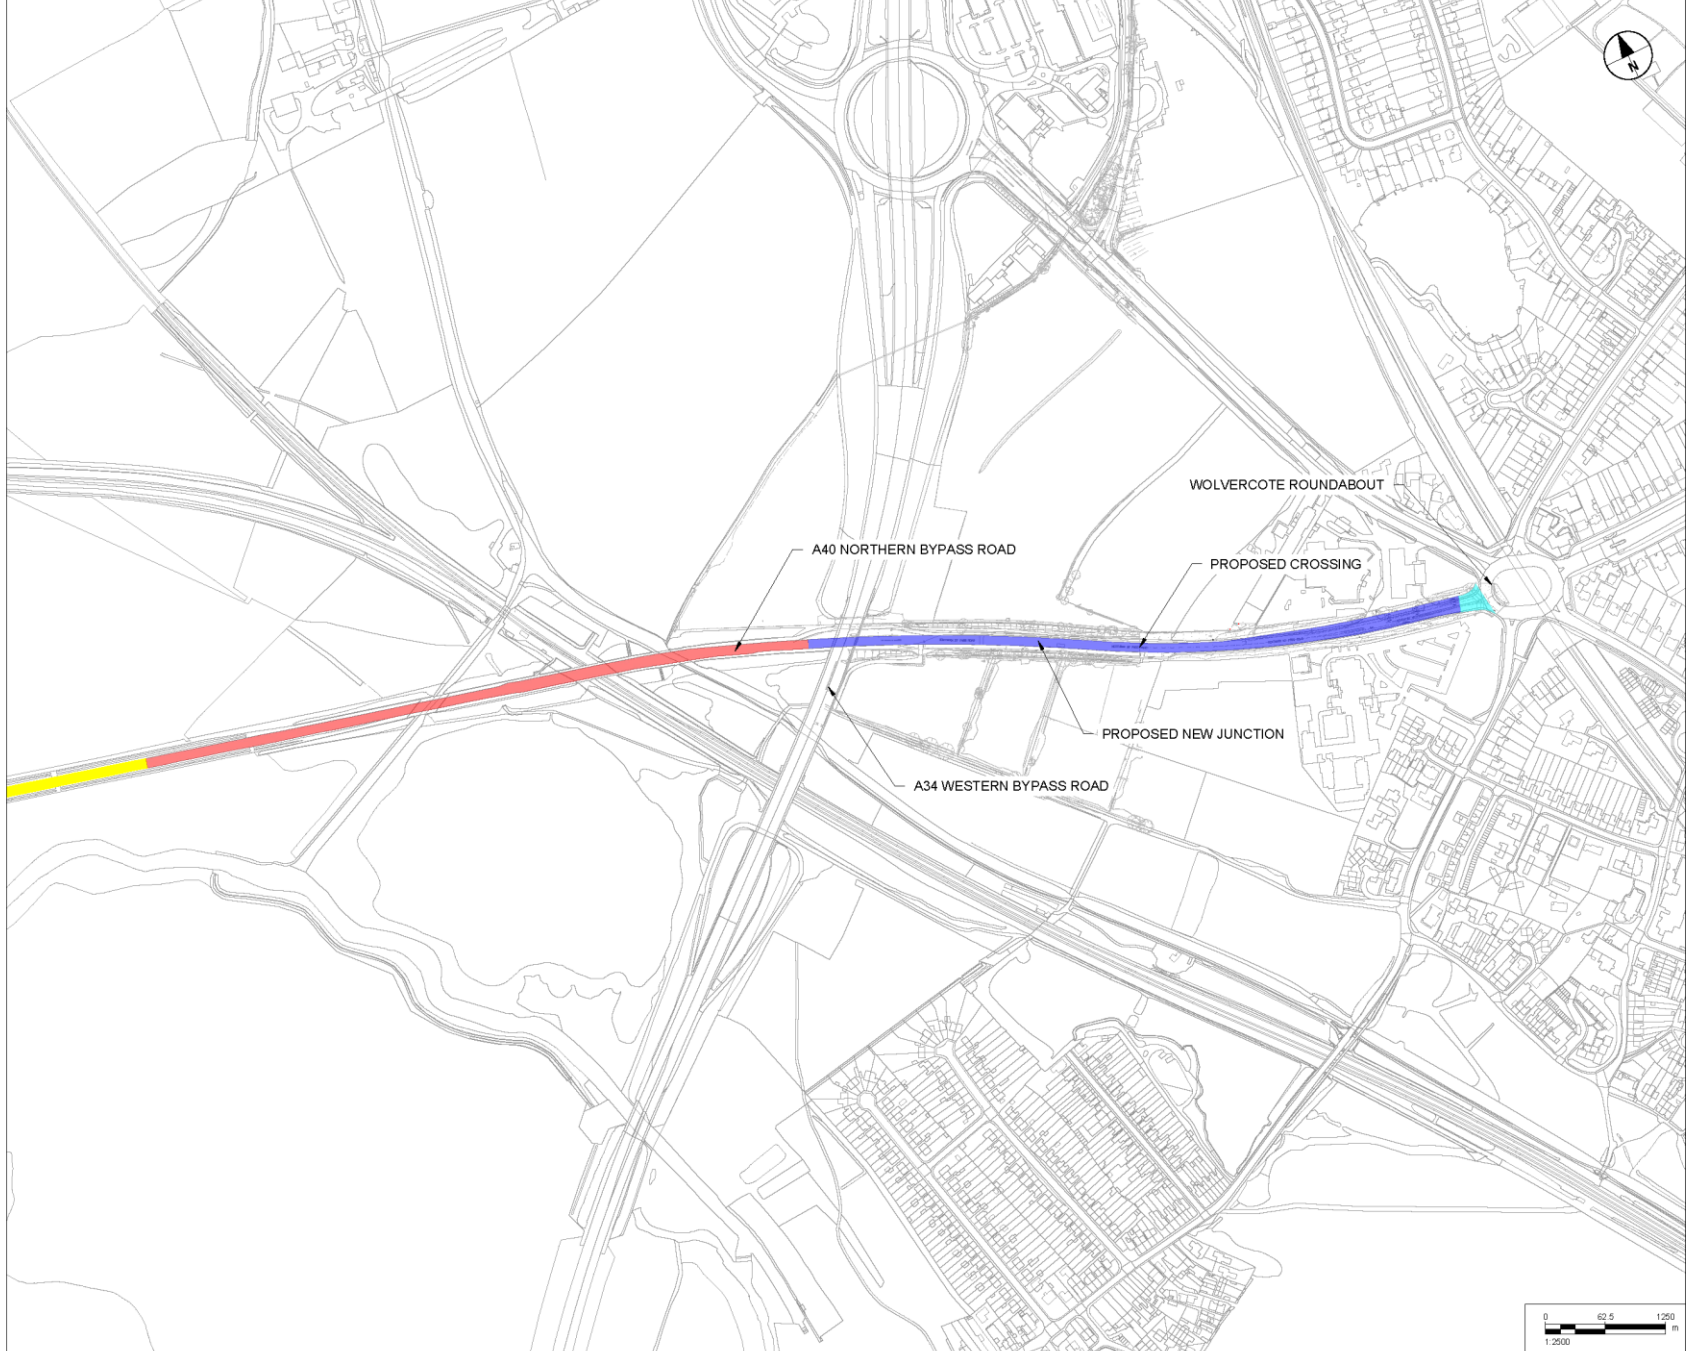 N
WOLVERCOTE ROUNDABOUT
A40 NORTHERN BYPASS ROAD
PROPOSED CROSSING
PROPOSED NEW JUNCTION
A34 WESTERN BYPASS ROAD
0 62.5 1250
m
1:2500